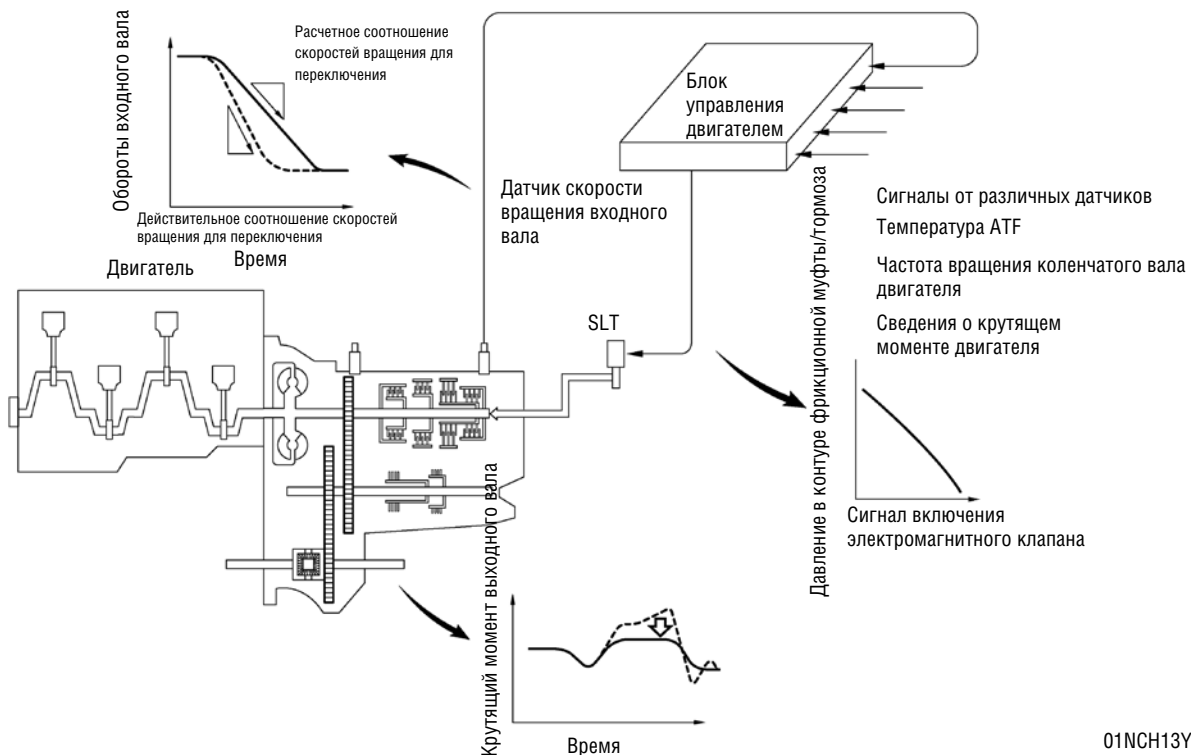 Обороты входного вала
Расчетное соотношение
скоростей вращения для
переключения
Действительное соотношение скоростей
вращения для переключения
Время
Блок
управления
двигателем
Датчик скорости
вращения входного
вала
Сигналы от различных датчиков
Температура ATF
Частота вращения коленчатого вала
двигателя
Сведения о крутящем
моменте двигателя
Двигатель
SLT
Давление в контуре фрикционной муфты/тормоза
Сигнал включения
электромагнитного клапана
Крутящий момент выходного вала
Время
01NCH13Y